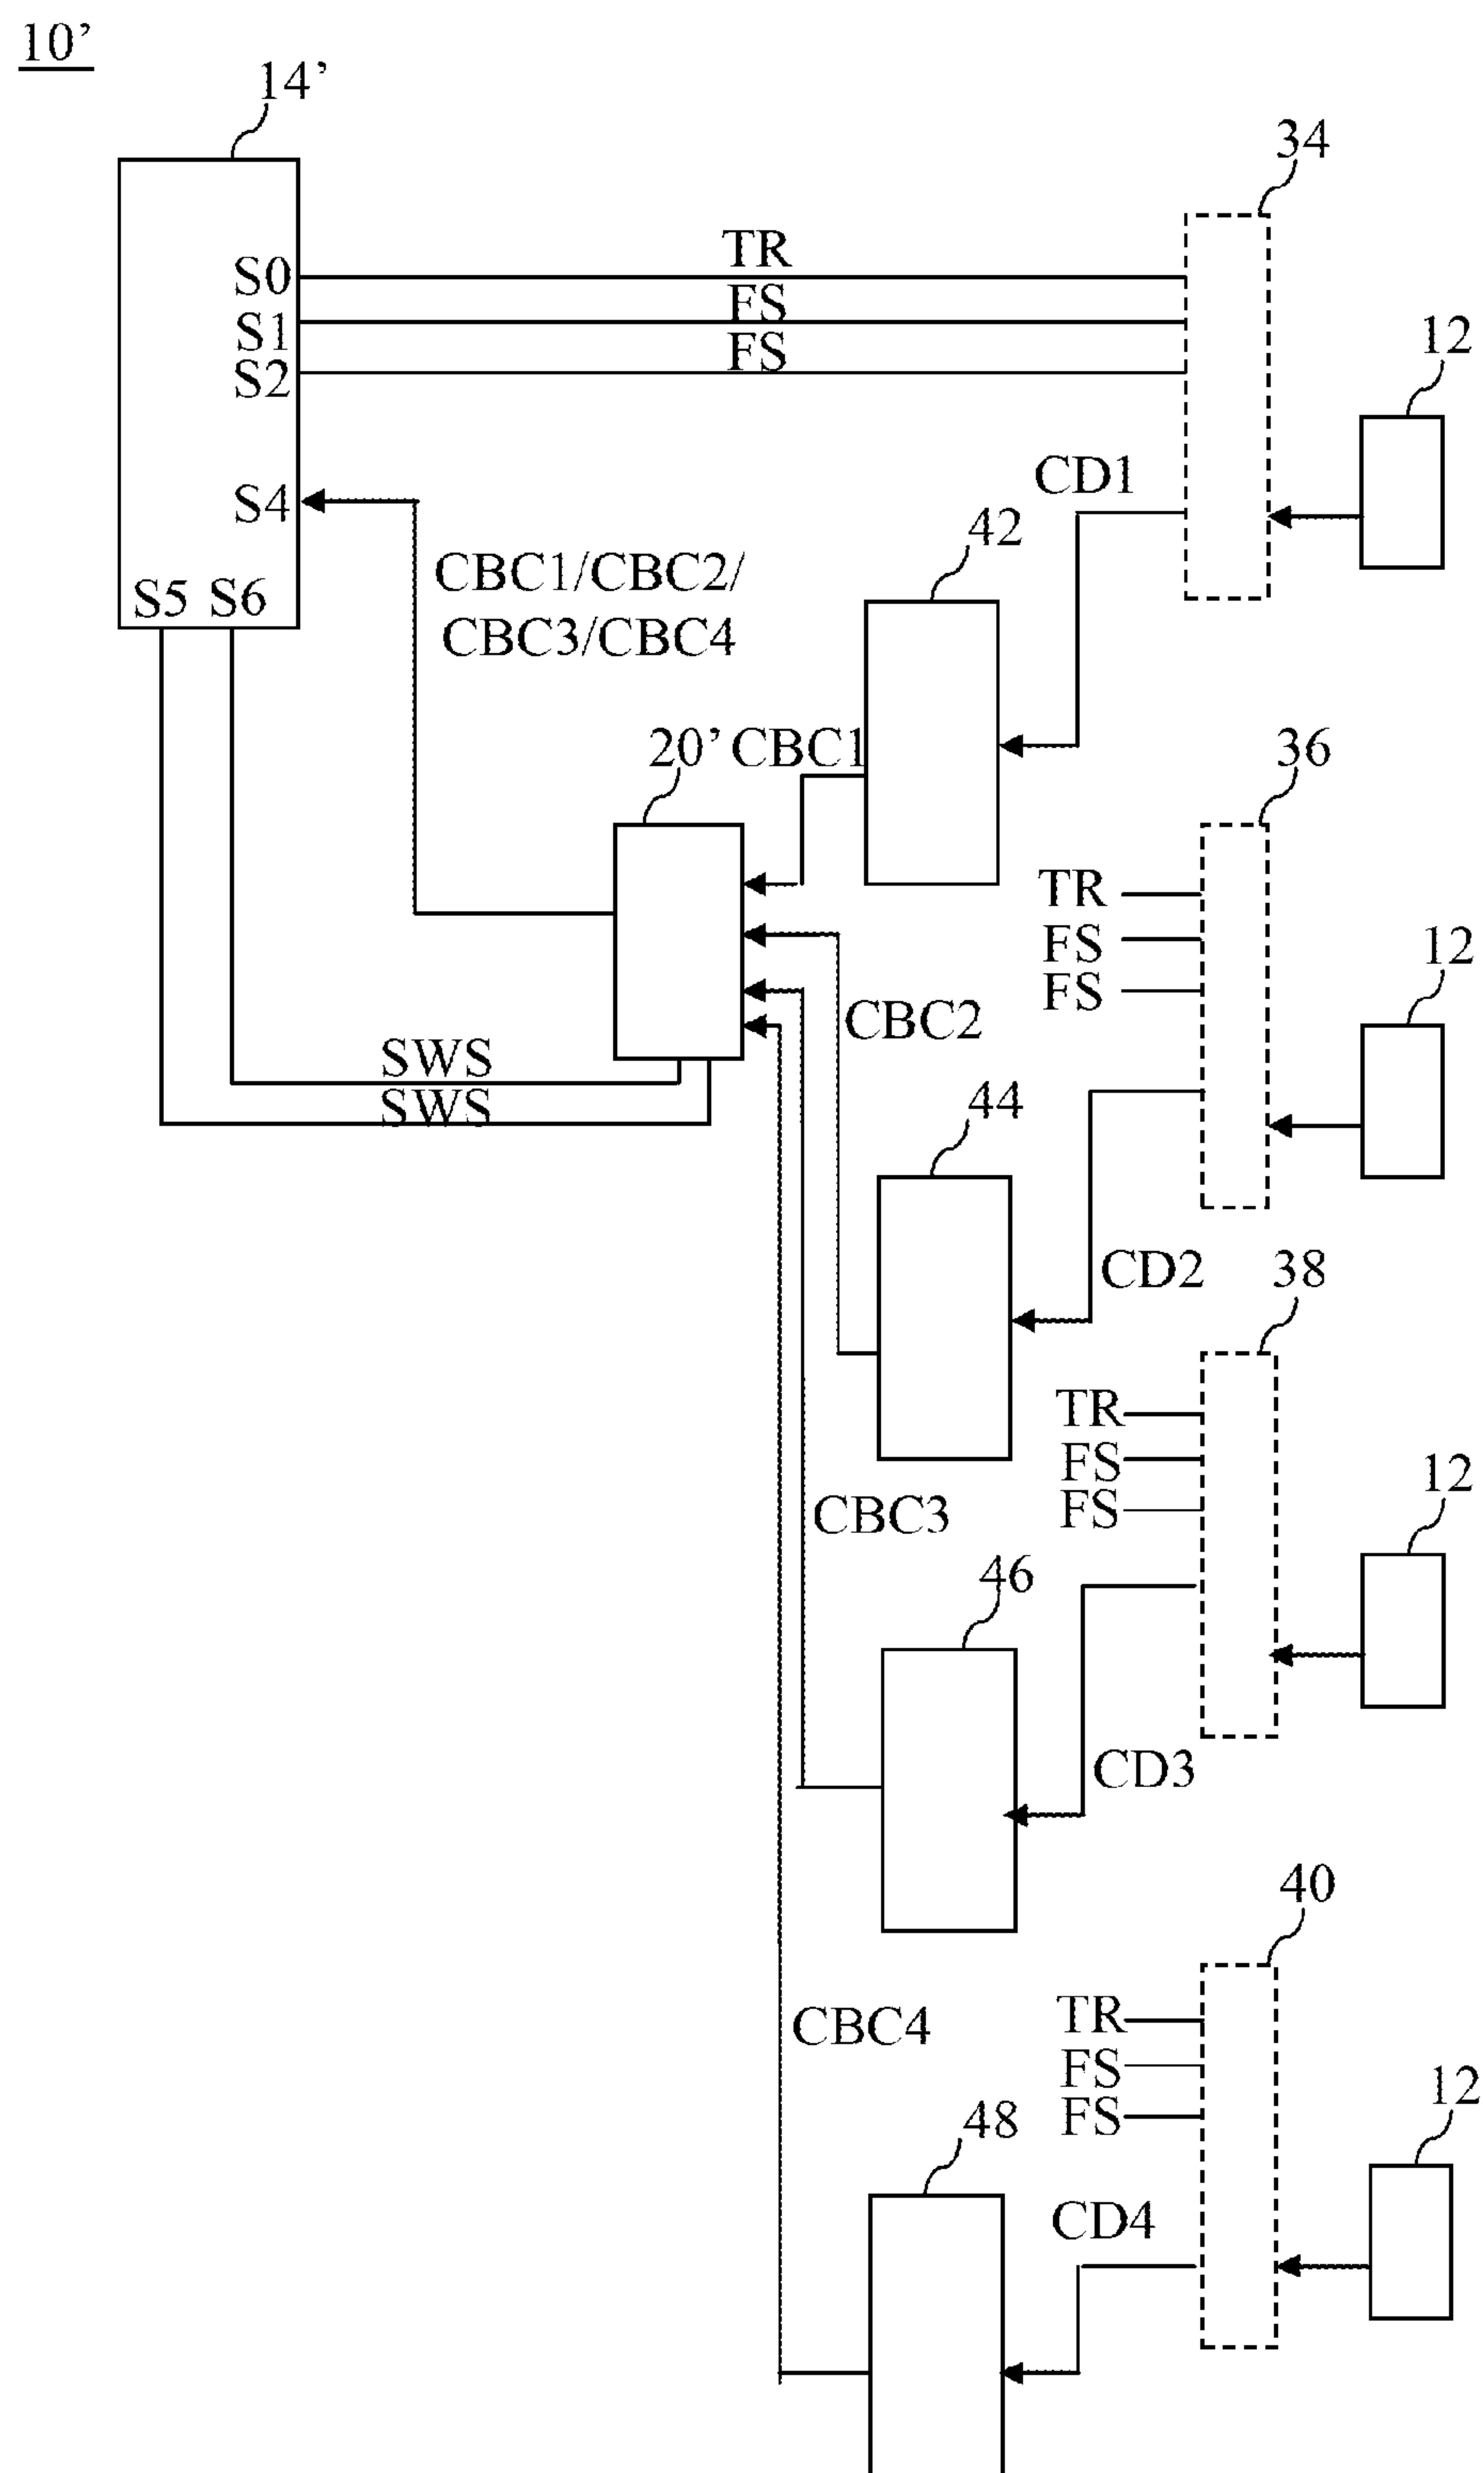 10’
14’
34
TR
S0
FS
S1
FS
S2
12
CD1
S4
42
CBC1/CBC2/
CBC3/CBC4
S5 S6
20’
CBC1
36
TR
FS
FS
12
CBC2
SWS
SWS
44
CD2
38
TR
FS
FS
12
CBC3
46
CD3
40
TR
FS
FS
CBC4
12
48
CD4